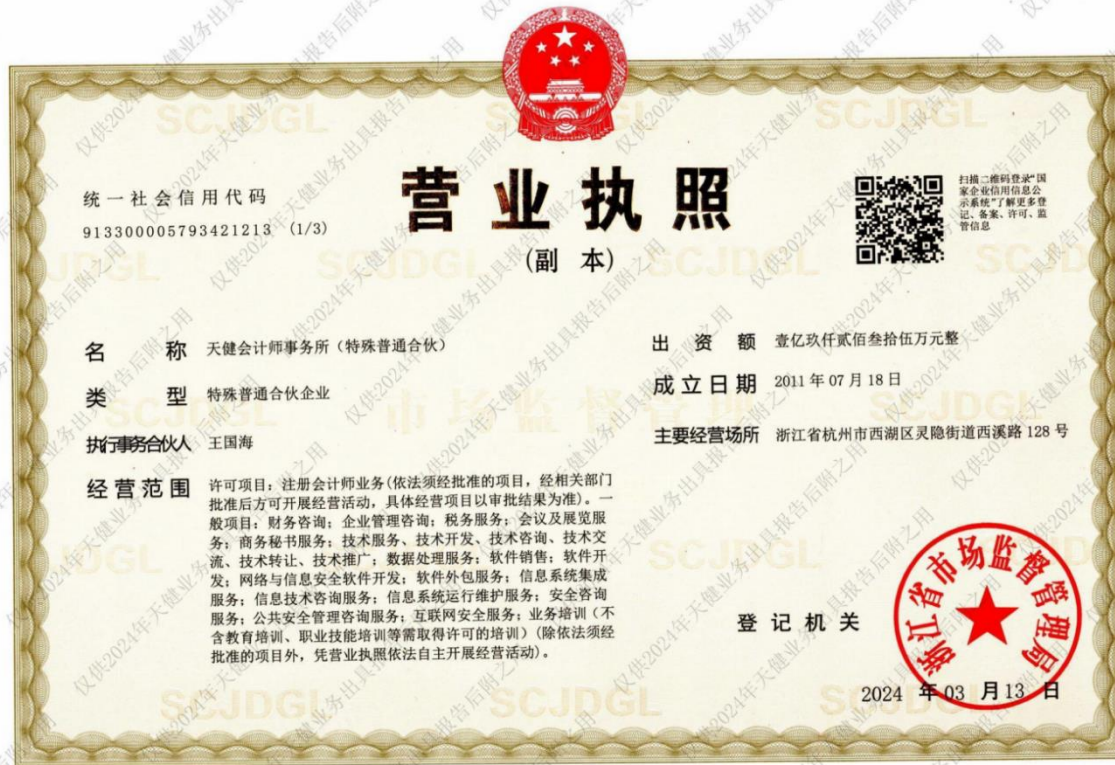 统一社会信用代码
913300005793421213 (1/3)
营业执照
(副 本)
扫描二维码登录“国
家企业信用信息公
示系统”了解更多登
记、备案、许可、监
管信息
名 称 天健会计师事务所（特殊普通合伙）
类 型 特殊普通合伙企业
执行事务合伙人 王国海
经营范围 许可项目：注册会计师业务(依法须经批准的项目，经相关部门
批准后方可开展经营活动，具体经营项目以审批结果为准)。一
般项目：财务咨询；企业管理咨询；税务服务；会议及展览服
务；商务秘书服务；技术服务、技术开发、技术咨询、技术交
流、技术转让、技术推广；数据处理服务；软件销售；软件开
发；网络与信息安全软件开发；软件外包服务；信息系统集成
服务；信息技术咨询服务；信息系统运行维护服务；安全咨询
服务；公共安全管理咨询服务；互联网安全服务；业务培训（不
含教育培训、职业技能培训等需取得许可的培训）(除依法须经
批准的项目外，凭营业执照依法自主开展经营活动)。
出 资 额 壹亿玖仟贰佰叁拾伍万元整
成立日期 2011年07月18日
主要经营场所 浙江省杭州市西湖区灵隐街道西溪路128号
登记机关
浙江省市场监督管理局
2024 年 03 月 13 日
市场监督管理
SCJDGL
仅供2024年天健业务出具报告后附之用